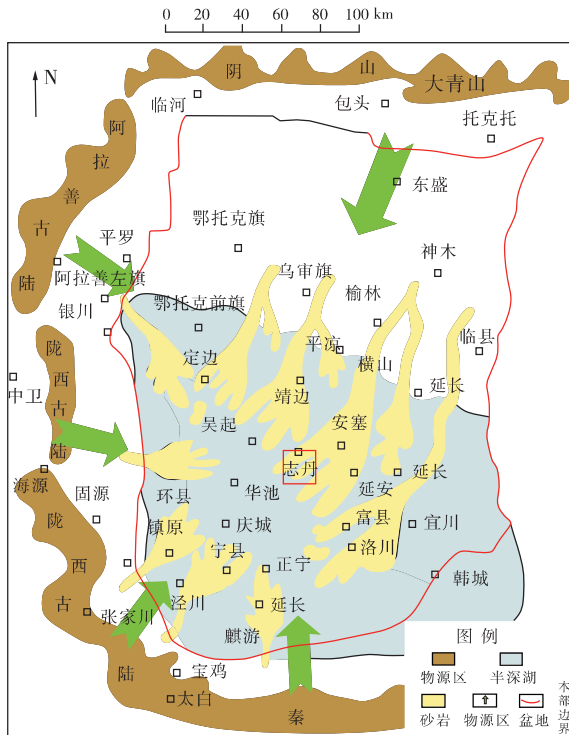 0 20 40 60 80 100 km
N
阴 山
大青山
临河
包头
托克托
阿拉善古陆
东盛
鄂托克旗
平罗
神木
乌审旗
阿拉善左旗
银川
鄂托克前旗
榆林
临县
平凉
横山
陇西古陆
定边
中卫
靖边
延长
吴起
安塞
志丹
海源
环县
华池
延安
延长
固源
陇西古陆
镇原
庆城
富县
宜川
宁县
洛川
正宁
韩城
泾川
延长
张家川
麒游
宝鸡
太白
秦
图例
物源区
半深湖
砂岩
物源区
盆地
木部边界